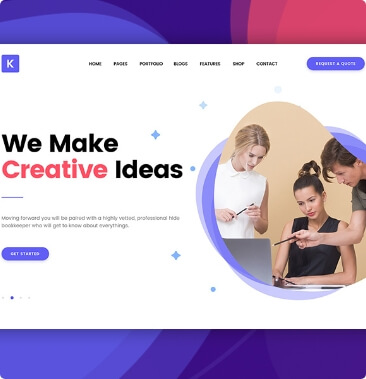 K
HOME PAGES PORTFOLIO BLOGS FEATURES SHOP CONTACT
REQUEST A QUOTE
We Make
Creative Ideas
Moving forward you will be paired with a highly vetted, professional
bookkeeper who will get to know about everythings.
GET STARTED